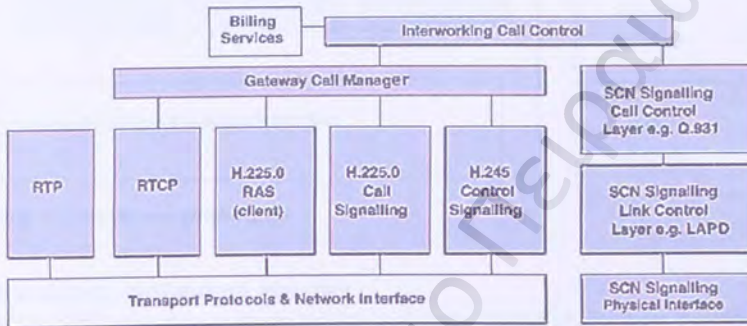 Billing
Services
Interworking Call Control
Gateway Call Manager
SCN Signalling
Call Control
Layer e.g. Q.931
RTP
RTCP
H.225.0
RAS
(client)
H.225.0
Call
Signalling
H.245
Control
Signalling
SCN Signalling
Link Control
Layer e.g. LAPD
Transport Protocols & Network Interface
SCN Signalling
Physical Interface